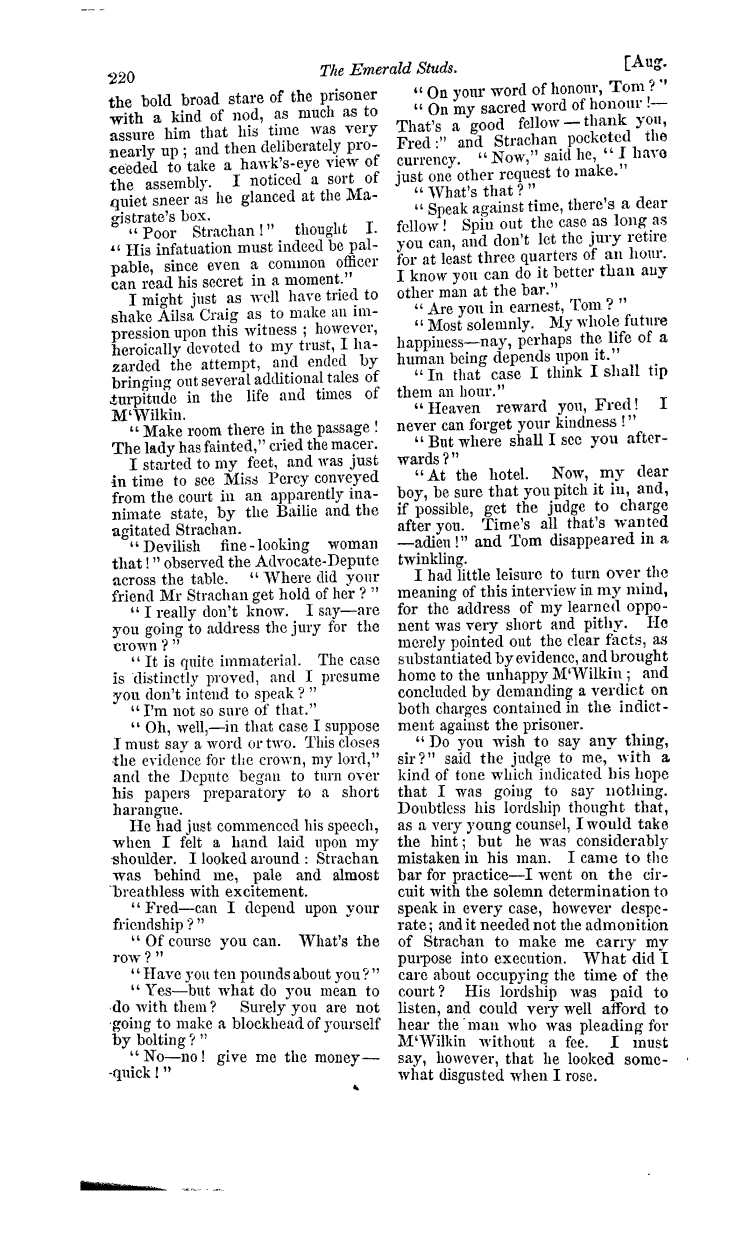 220
The Emerald Studs.
[Aug.
the bold broad stare of the prisoner
with a kind of nod, as much as to
assure him that his time was very
nearly up; and then deliberately pro-
ceeded to take a hawk's-eye view of
the assembly. I noticed a sort of
quiet sneer as he glanced at the Ma-
gistrate's box.
"Poor Strachan!" thought I.
"His infatuation must indeed be pal-
pable, since even a common officer
can read his secret in a moment."
I might just as well have tried to
shake Ailsa Craig as to make an im-
pression upon this witness; however,
heroically devoted to my trust, I ha-
zarded the attempt, and ended by
bringing out several additional tales of
turpitude in the life and times of
M'Wilkin.
"Make room there in the passage!
The lady has fainted," cried the macer.
I started to my feet, and was just
in time to see Miss Percy conveyed
from the court in an apparently ina-
nimate state, by the Bailie and the
agitated Strachan.
"Devilish fine-looking woman
that!" observed the Advocate-Depute
across the table. "Where did your
friend Mr Strachan get hold of her?"
"I really don't know. I say—are
you going to address the jury for the
crown?"
"It is quite immaterial. The case
is distinctly proved, and I presume
you don't intend to speak?"
"I'm not so sure of that."
"Oh, well,—in that case I suppose
I must say a word or two. This closes
the evidence for the crown, my lord,"
and the Depute began to turn over
his papers preparatory to a short
harangue.
He had just commenced his speech,
when I felt a hand laid upon my
shoulder. I looked around: Strachan
was behind me, pale and almost
breathless with excitement.
"Fred—can I depend upon your
friendship?"
"Of course you can. What's the
row?"
"Have you ten pounds about you?"
"Yes—but what do you mean to
do with them? Surely you are not
going to make a blockhead of yourself
by bolting?"
"No—no! give me the money—
quick!"
"On your word of honour, Tom?"
"On my sacred word of honour!—
That's a good fellow—thank you,
Fred:" and Strachan pocketed the
currency. "Now," said he, "I have
just one other request to make."
"What's that?"
"Speak against time, there's a dear
fellow! Spin out the case as long as
you can, and don't let the jury retire
for at least three quarters of an hour.
I know you can do it better than any
other man at the bar."
"Are you in earnest, Tom?"
"Most solemnly. My whole future
happiness—nay, perhaps the life of a
human being depends upon it."
"In that case I think I shall tip
them an hour."
"Heaven reward you, Fred! I
never can forget your kindness!"
"But where shall I see you after-
wards?"
"At the hotel. Now, my dear
boy, be sure that you pitch it in, and,
if possible, get the judge to charge
after you. Time's all that's wanted
—adieu!" and Tom disappeared in a
twinkling.
I had little leisure to turn over the
meaning of this interview in my mind,
for the address of my learned oppo-
nent was very short and pithy. He
merely pointed out the clear facts, as
substantiated by evidence, and brought
home to the unhappy M'Wilkin; and
concluded by demanding a verdict on
both charges contained in the indict-
ment against the prisoner.
"Do you wish to say any thing,
sir?" said the judge to me, with a
kind of tone which indicated his hope
that I was going to say nothing.
Doubtless his lordship thought that,
as a very young counsel, I would take
the hint; but he was considerably
mistaken in his man. I came to the
bar for practice—I went on the cir-
cuit with the solemn determination to
speak in every case, however despe-
rate; and it needed not the admonition
of Strachan to make me carry my
purpose into execution. What did I
care about occupying the time of the
court? His lordship was paid to
listen, and could very well afford to
hear the man who was pleading for
M'Wilkin without a fee. I must
say, however, that he looked some-
what disgusted when I rose.